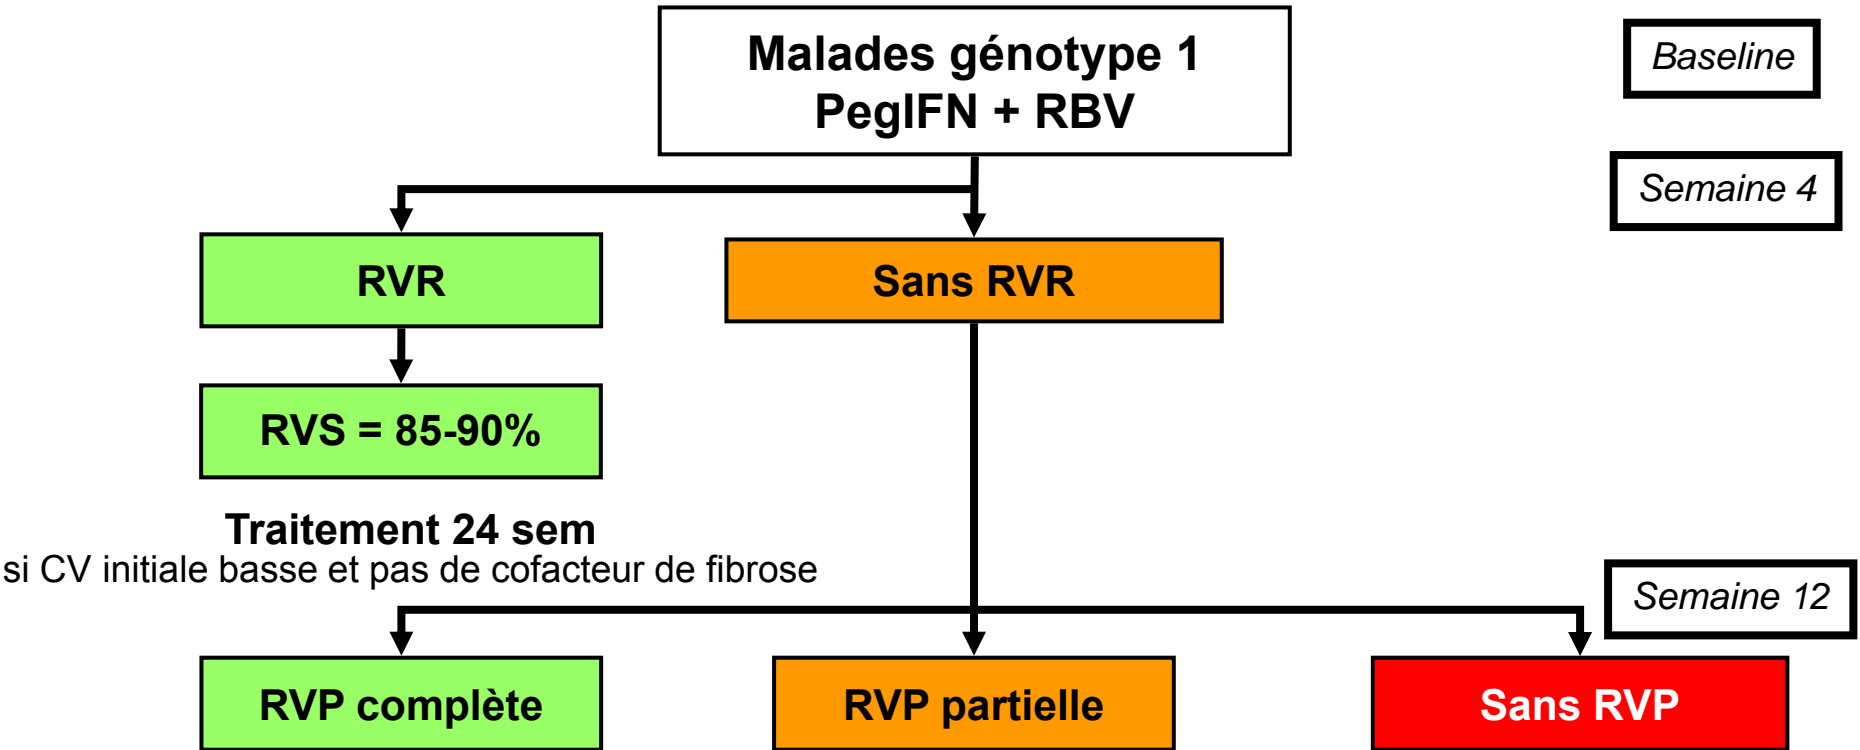 Malades génotype 1
PegIFN + RBV
Baseline
Semaine 4
RVR
Sans RVR
RVS = 85-90%
Traitement 24 sem
si CV initiale basse et pas de cofacteur de fibrose
Semaine 12
RVP complète
RVP partielle
Sans RVP